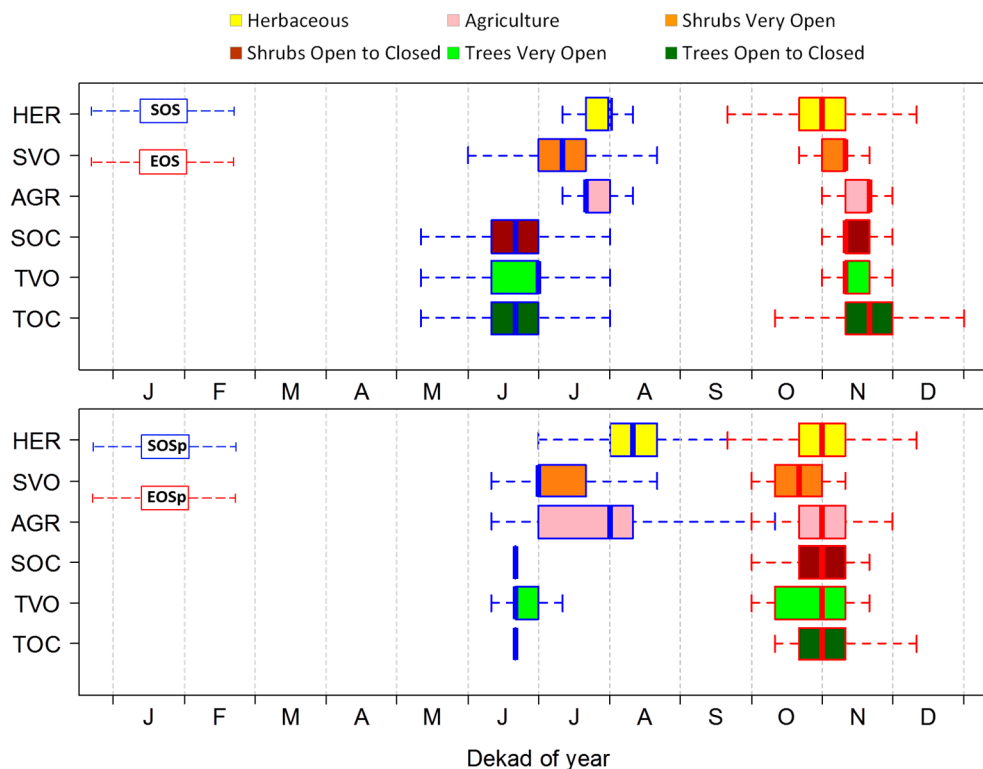 Herbaceous Agriculture Shrubs Very Open
Shrubs Open to Closed Trees Very Open Trees Open to Closed
HER
SOS
SVO
EOS
AGR
SOC
TVO
TOC
J F M A M J J A S O N D
HER
SOSp
SVO
EOSp
AGR
SOC
TVO
TOC
J F M A M J J A S O N D
Dekad of year